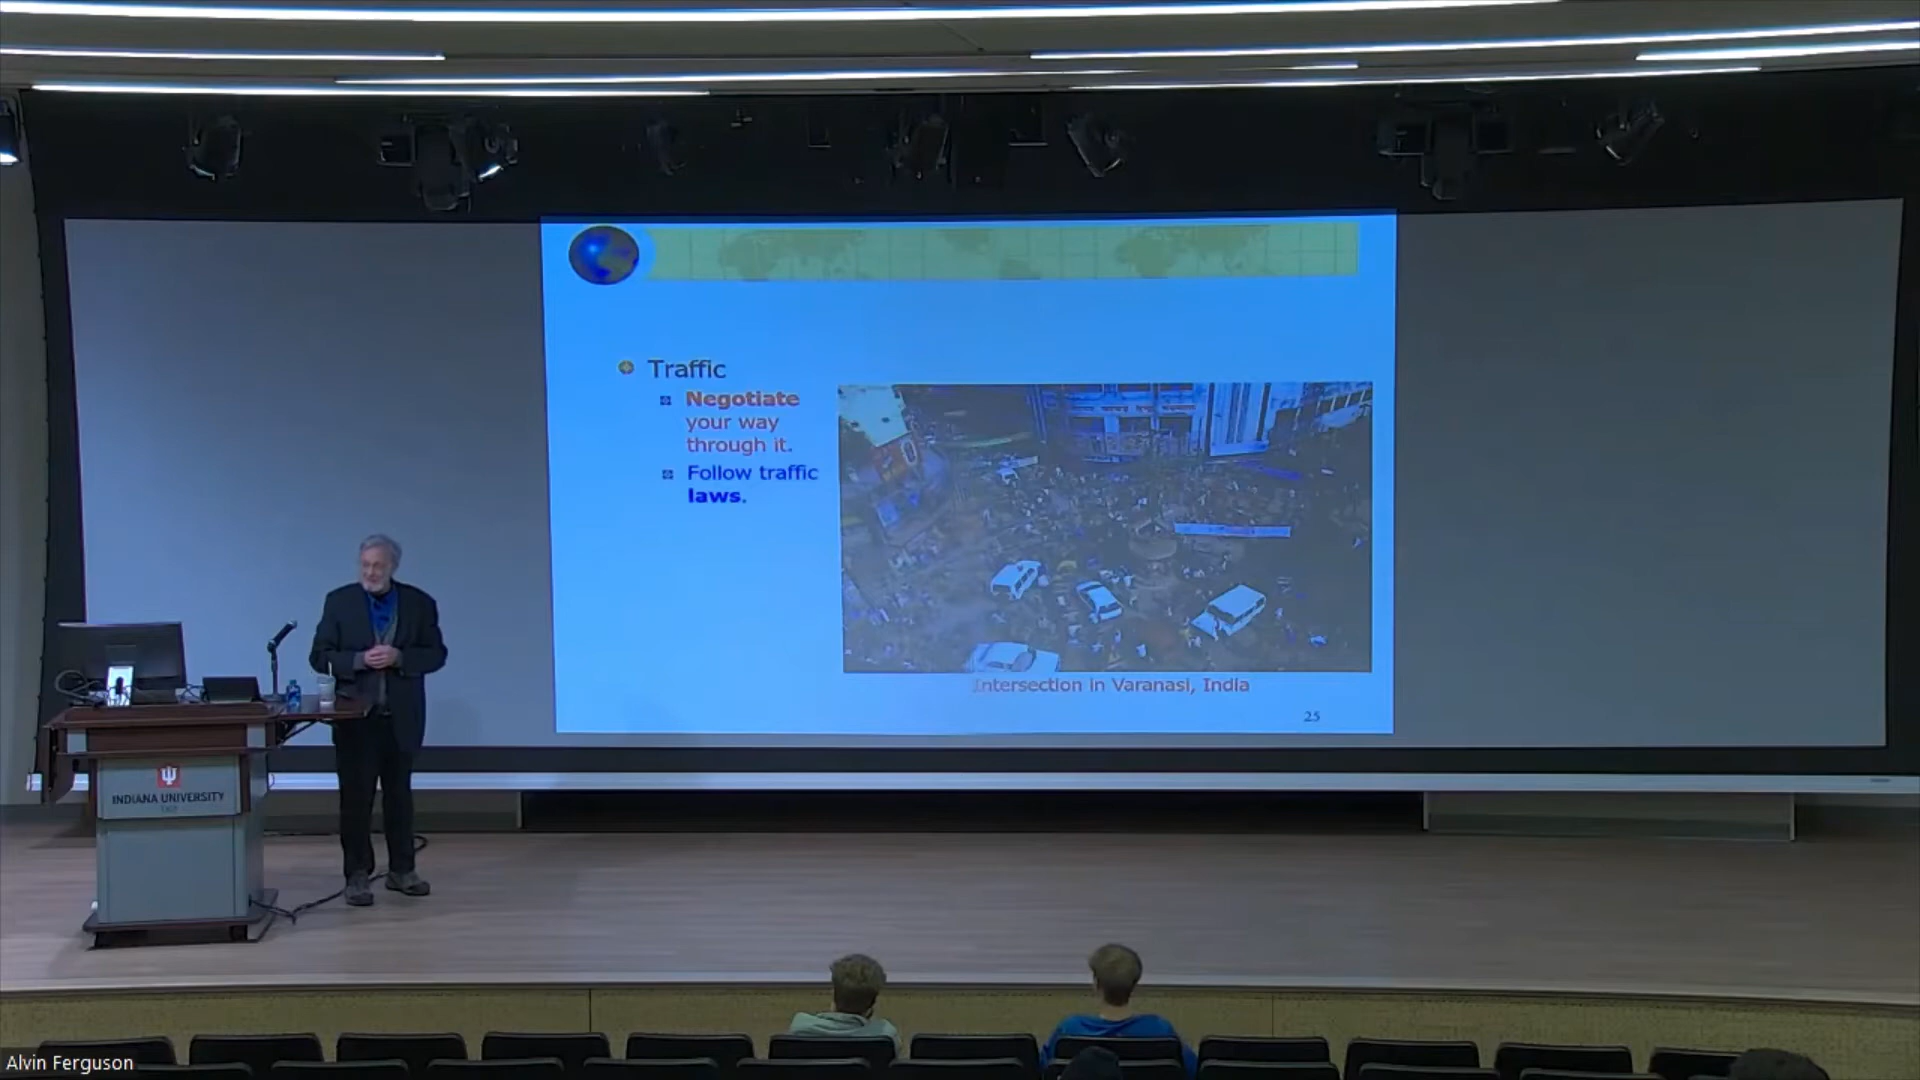 Traffic
Negotiate
your way
through it.
Follow traffic
laws.
Intersection in Varanasi, India
25
INDIANA UNIVERSITY
Alvin Ferguson